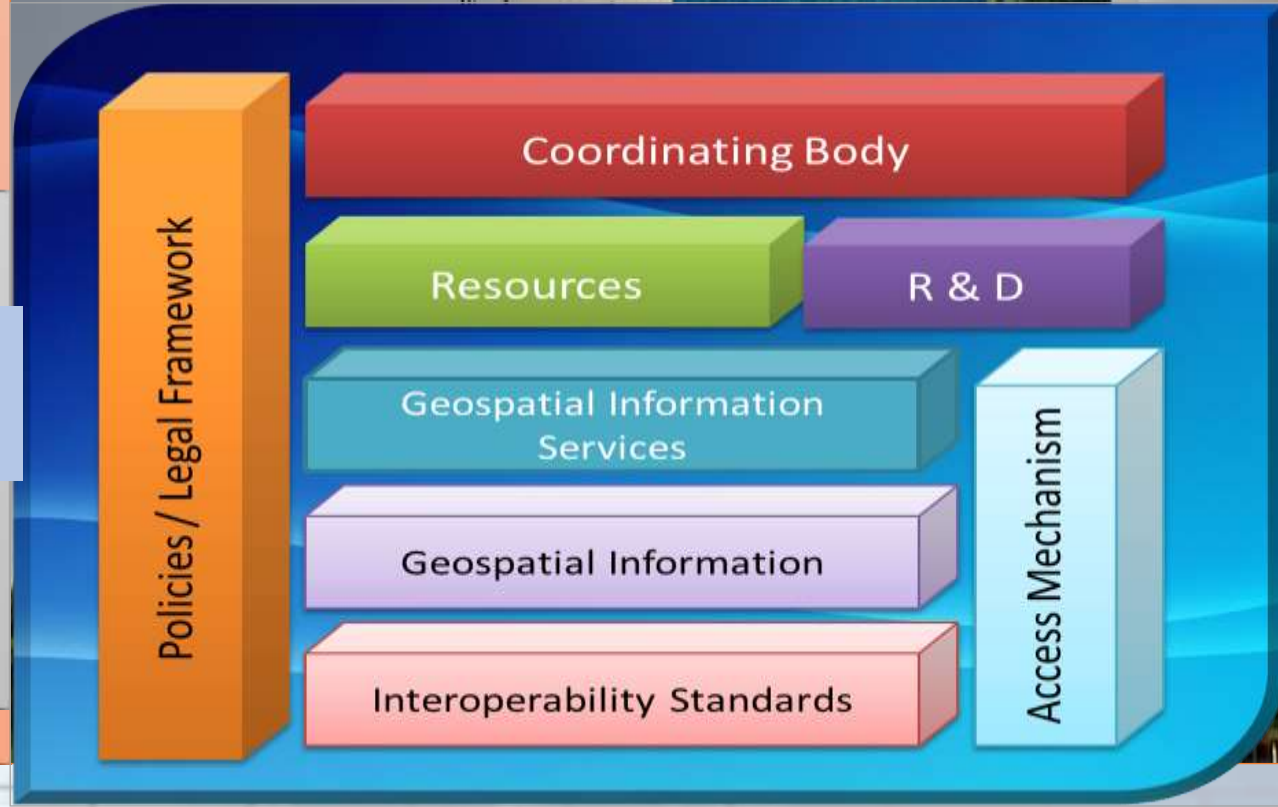 Policies / Legal Framework
Coordinating Body
Resources
R & D
Geospatial Information
Services
Geospatial Information
Interoperability Standards
Access Mechanism